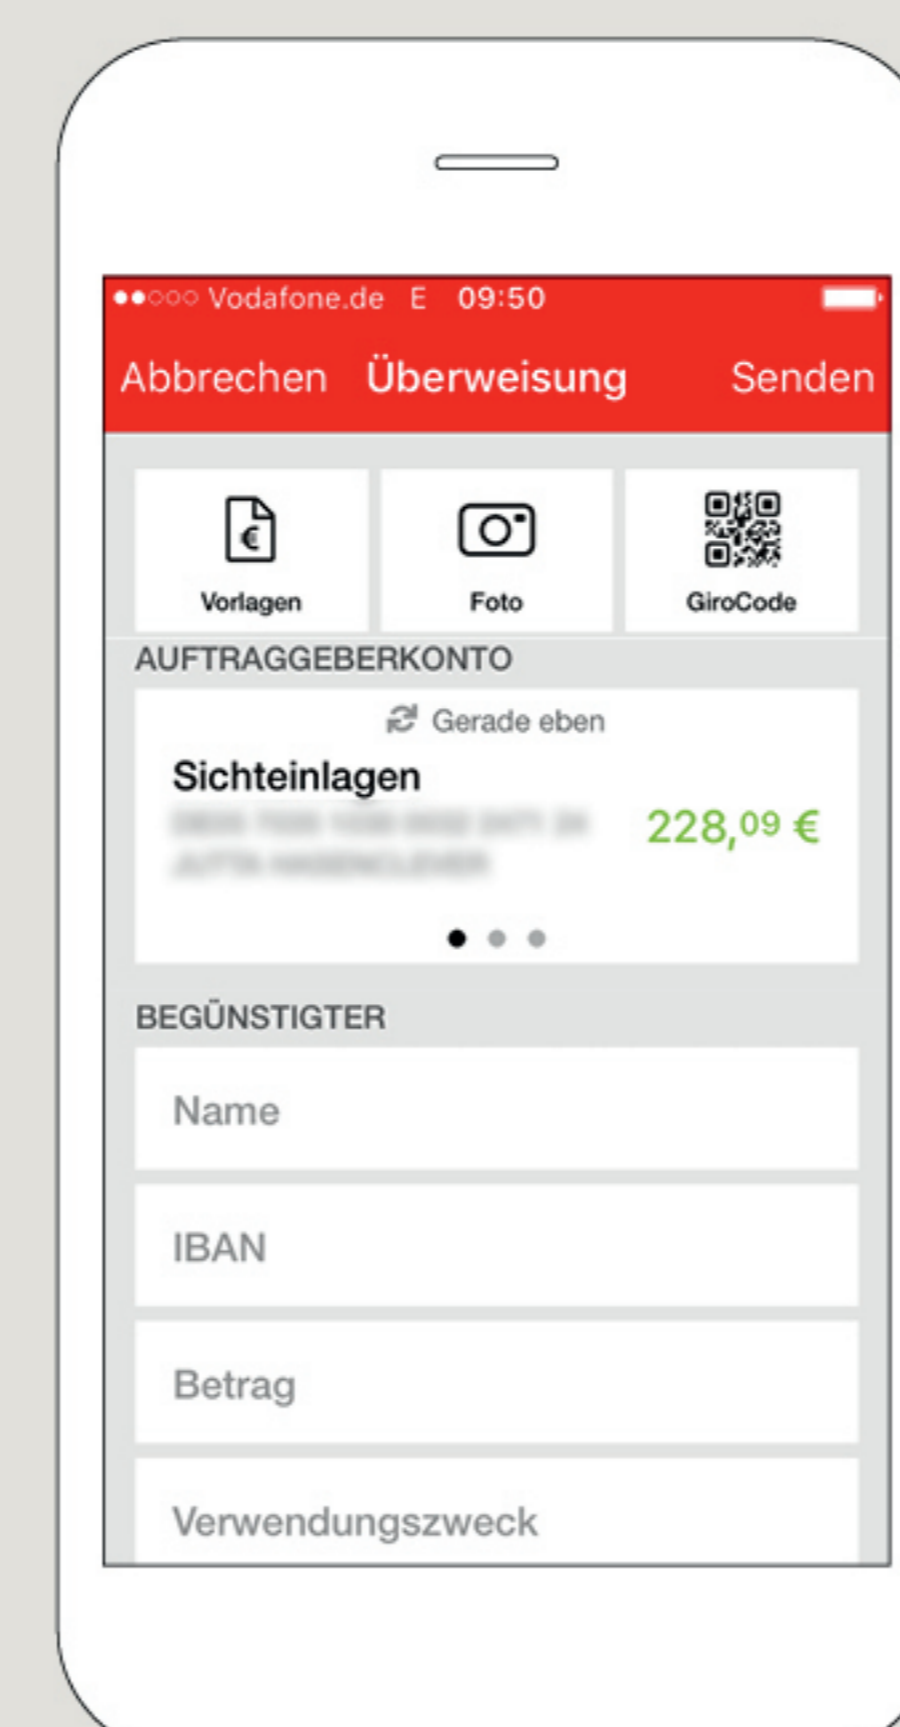 Vodafone.de E 09:50
Abbrechen Überweisung Senden
Vorlagen Foto GiroCode
AUFTRAGGEBERKONTO
Gerade eben
Sichteinlagen
228,09 €
BEGÜNSTIGTER
Name
IBAN
Betrag
Verwendungszweck